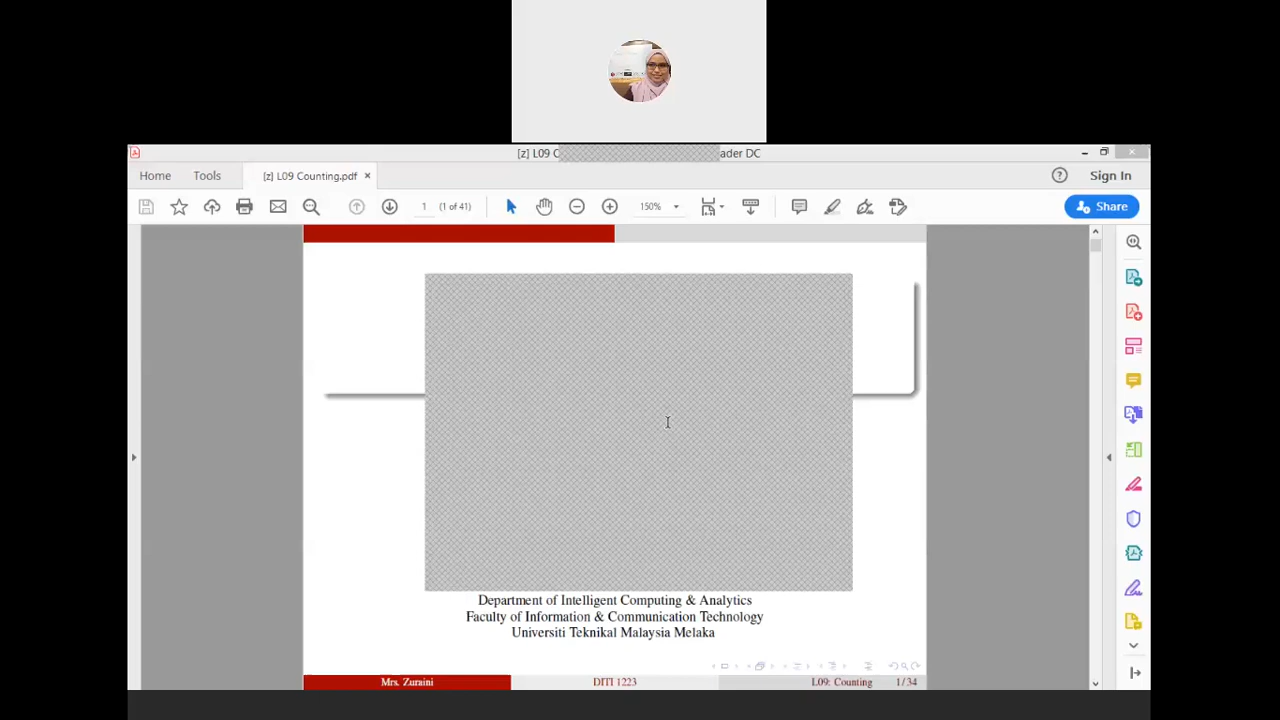 [z] L09 C
ader DC
Home
Tools
[z] L09 Counting.pdf
Sign In
1
(1 of 41)
150%
Share
Department of Intelligent Computing & Analytics
Faculty of Information & Communication Technology
Universiti Teknikal Malaysia Melaka
Mrs. Zuraini
DITI 1223
L09: Counting
1/34